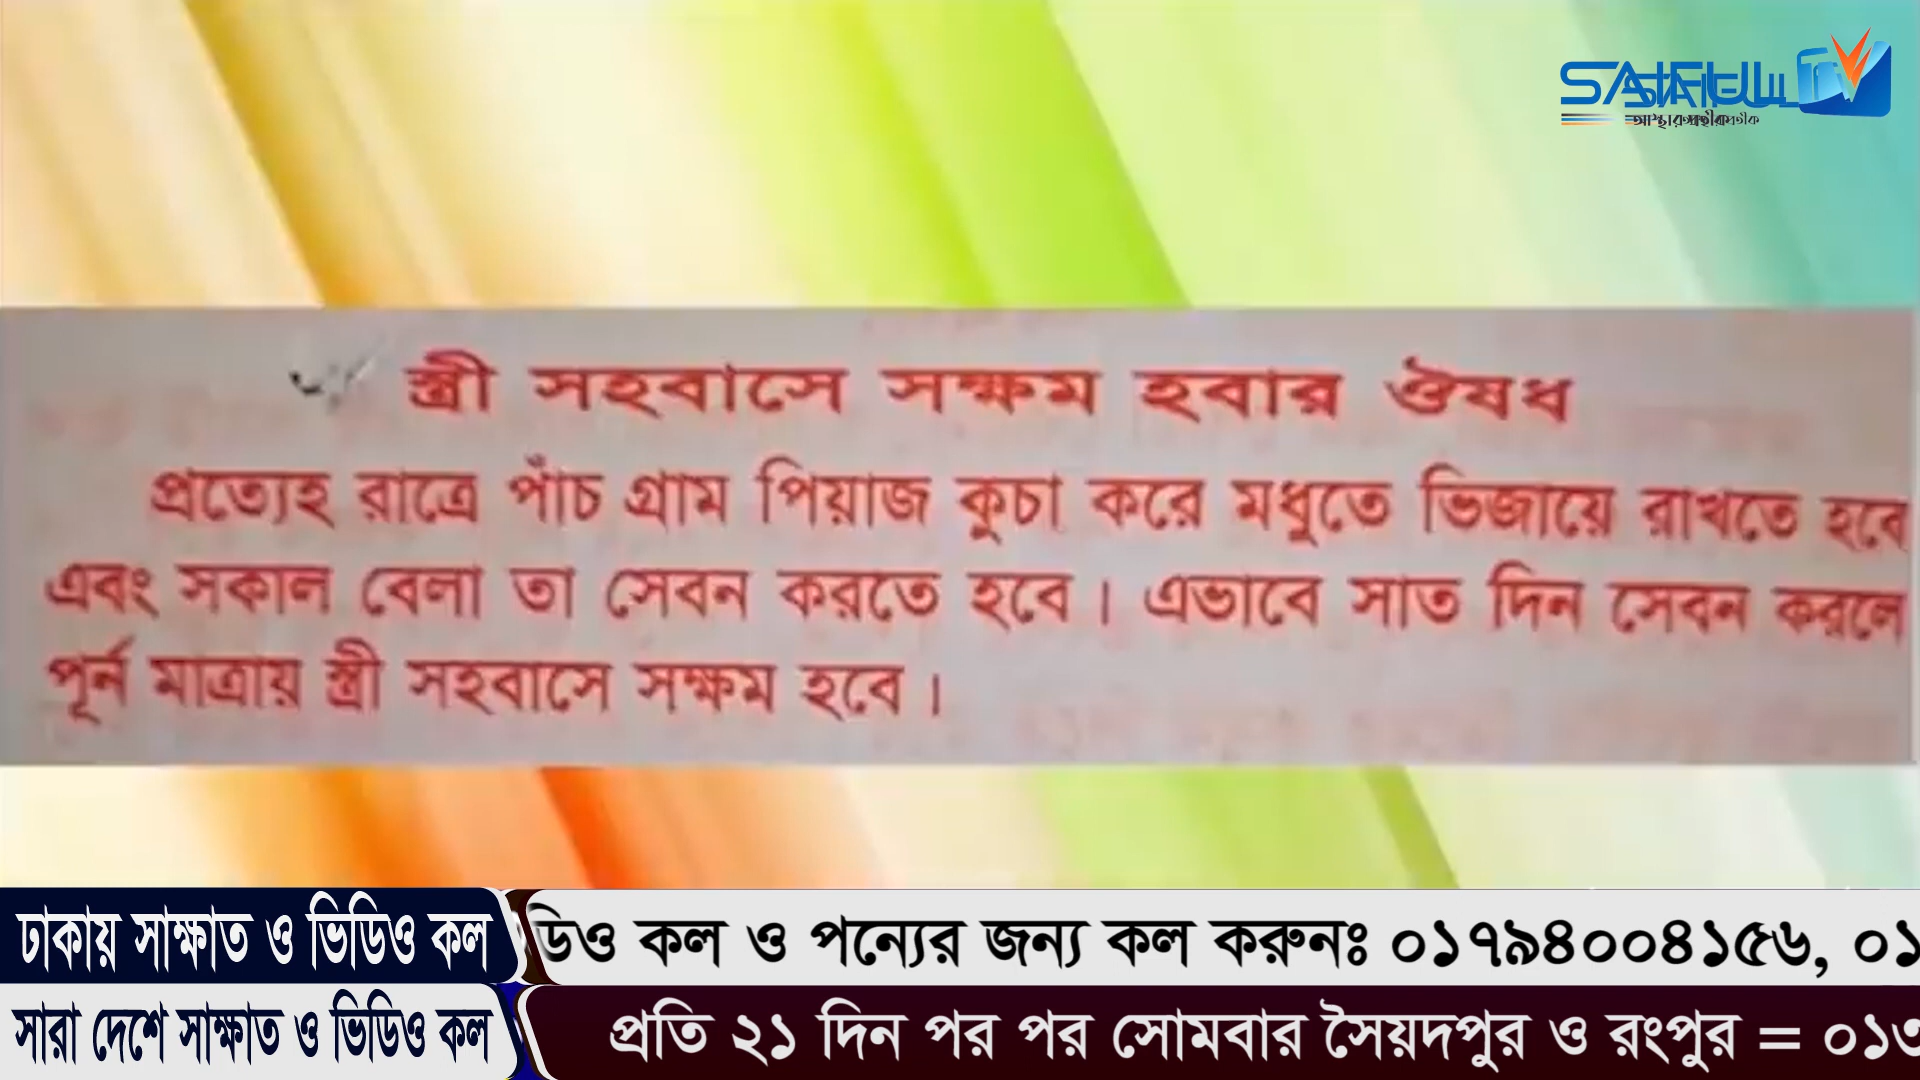 SAIFUL TV
স্ত্রী সহবাসে সক্ষম হবার ঔষধ
প্রত্যেহ রাত্রে পাঁচ গ্রাম পিয়াজ কুচা করে মধুতে ভিজায়ে রাখতে হবে
এবং সকাল বেলা তা সেবন করতে হবে । এভাবে সাত দিন সেবন করলে
পূর্ন মাত্রায় স্ত্রী সহবাসে সক্ষম হবে ।
ঢাকায় সাক্ষাত ও ভিডিও কল
ডিও কল ও পন্যের জন্য কল করুনঃ ০১৭৯৪০০৪১৫৬, ০১
সারা দেশে সাক্ষাত ও ভিডিও কল
প্রতি ২১ দিন পর পর সোমবার সৈয়দপুর ও রংপুর = ০১৩